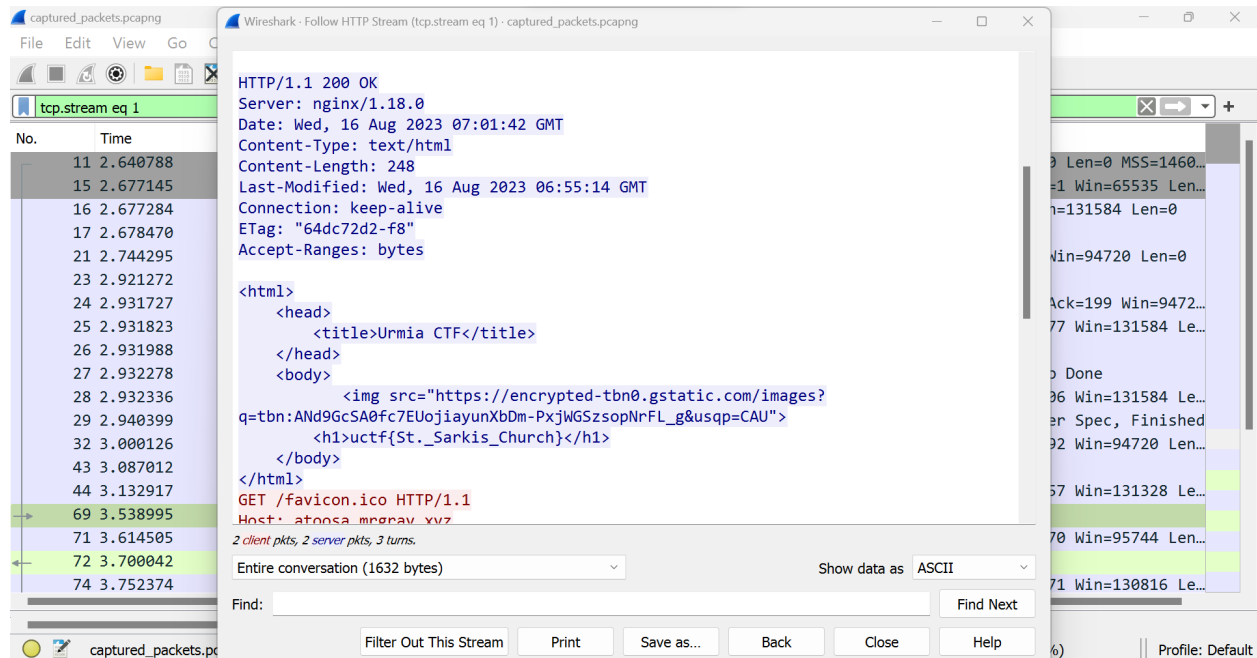 captured_packets.pcapng
File Edit View Go
tcp.stream eq 1
No. Time
11 2.640788
15 2.677145
16 2.677284
17 2.678470
21 2.744295
23 2.921272
24 2.931727
25 2.931823
26 2.931988
27 2.932278
28 2.932336
29 2.940399
32 3.000126
43 3.087012
44 3.132917
69 3.538995
71 3.614505
72 3.700042
74 3.752374
captured_packets.pc
Wireshark · Follow HTTP Stream (tcp.stream eq 1) · captured_packets.pcapng
HTTP/1.1 200 OK
Server: nginx/1.18.0
Date: Wed, 16 Aug 2023 07:01:42 GMT
Content-Type: text/html
Content-Length: 248
Last-Modified: Wed, 16 Aug 2023 06:55:14 GMT
Connection: keep-alive
ETag: "64dc72d2-f8"
Accept-Ranges: bytes
<html>
<head>
<title>Urmia CTF</title>
</head>
<body>
<img src="https://encrypted-tbn0.gstatic.com/images?
q=tbn:ANd9GcSA0fc7EUojiayunXbDm-PxjWGSzsopNrFL_g&usqp=CAU">
<h1>uctf{St._Sarkis_Church}</h1>
</body>
</html>
GET /favicon.ico HTTP/1.1
Host: atoosa.mrgray.xyz
2 client pkts, 2 server pkts, 3 turns.
Entire conversation (1632 bytes) Show data as ASCII
Find: Find Next
Filter Out This Stream Print Save as... Back Close Help
Len=0 MSS=1460…
=1 Win=65535 Len…
n=131584 Len=0
Win=94720 Len=0
Ack=199 Win=9472…
77 Win=131584 Le…
Done
06 Win=131584 Le…
er Spec, Finished
92 Win=94720 Len…
57 Win=131328 Le…
70 Win=95744 Len…
71 Win=130816 Le…
%) Profile: Default